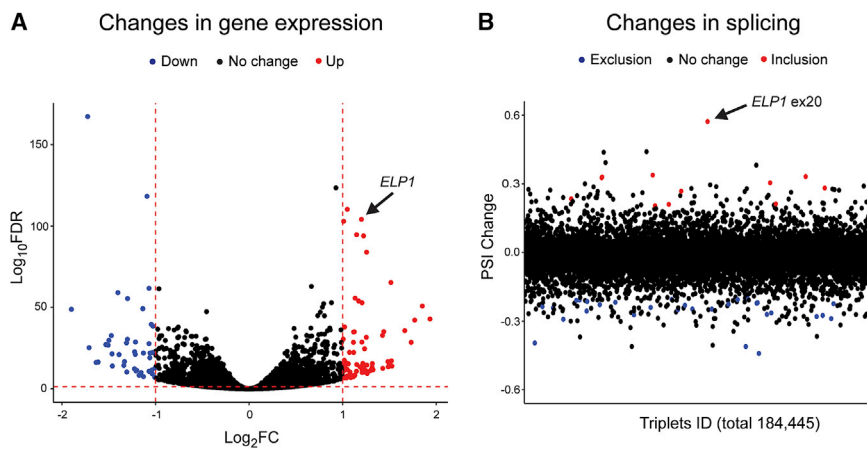 A Changes in gene expression
Down No change Up
ELP1
Log10FDR
150
100
50
0
-2 -1 0 1 2
Log2FC
B Changes in splicing
Exclusion No change Inclusion
ELP1 ex20
PSI Change
0.6
0.3
0.0
-0.3
-0.6
Triplets ID (total 184,445)